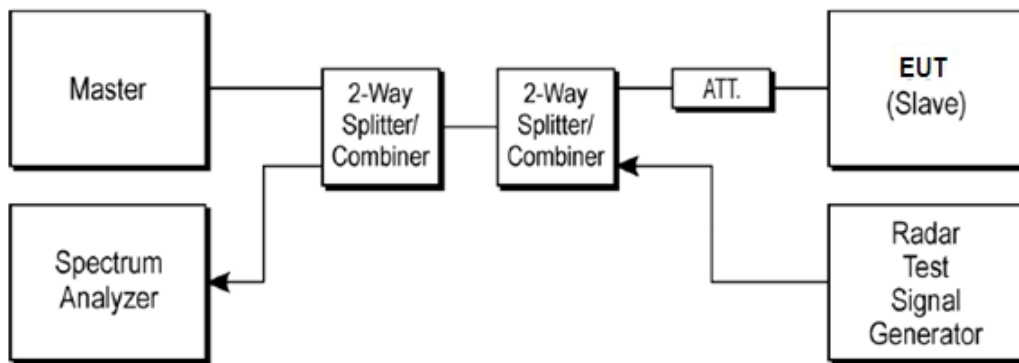 Master
2-Way
Splitter/
Combiner
2-Way
Splitter/
Combiner
ATT.
EUT
(Slave)
Spectrum
Analyzer
Radar
Test
Signal
Generator